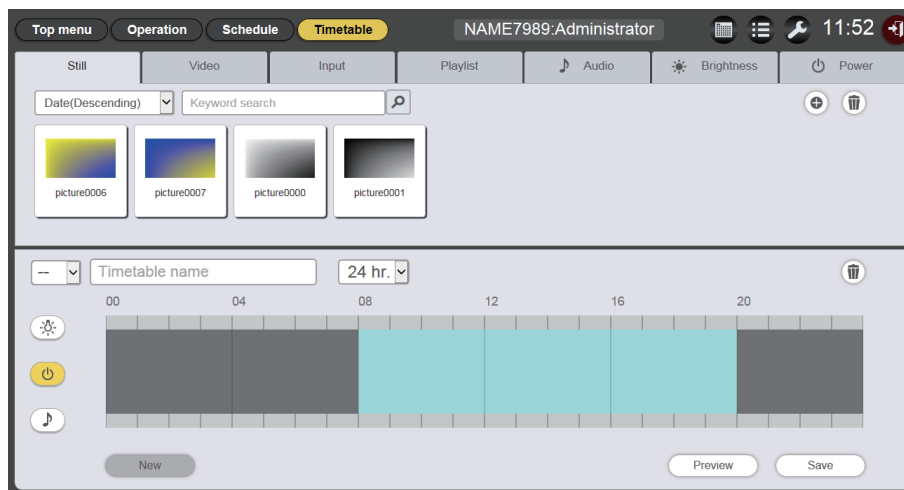 Top menu Operation Schedule Timetable NAME7989:Administrator 11:52
Still Video Input Playlist Audio Brightness Power
Date(Descending) Keyword search
picture0006 picture0007 picture0000 picture0001
-- Timetable name 24 hr.
00 04 08 12 16 20
New Preview Save